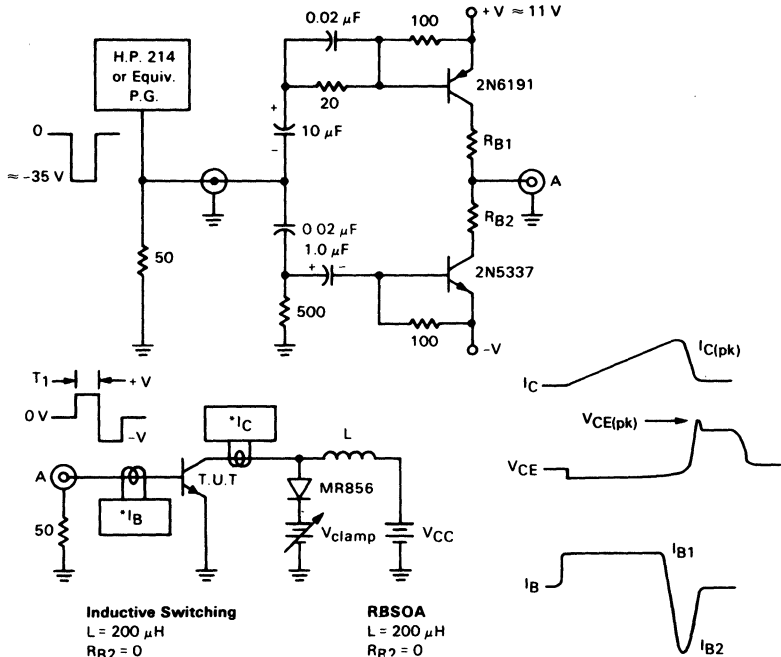 0.02 µF
100
+V ≈ 11 V
H.P. 214
or Equiv.
P.G.
20
2N6191
+
10 µF
-
0
≈ -35 V
RB1
A
RB2
0 02 µF
1.0 µF
+ -
50
500
2N5337
100
-V
T1
+V
0 V
-V
*IC
L
A
T.U.T
*IB
50
MR856
Vclamp
VCC
IC(pk)
IC
VCE(pk)
VCE
IB1
IB
IB2
Inductive Switching
L = 200 µH
RB2 = 0
RBSOA
L = 200 µH
RB2 = 0